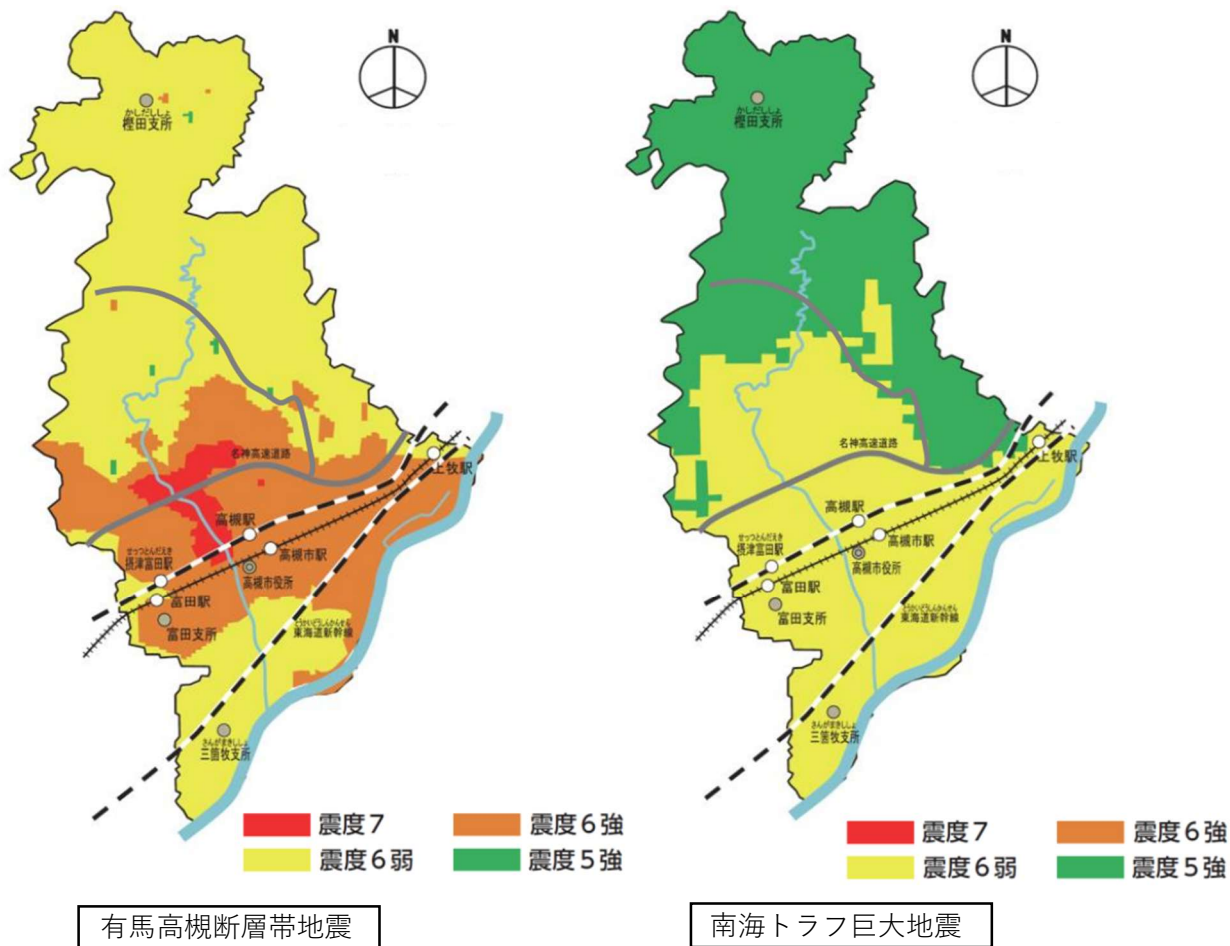 N
かしだししょ
樫田支所
名神高速道路
上牧駅
高槻駅
せっつとんだえき
摂津富田駅
高槻市駅
高槻市役所
富田駅
富田支所
とうかいどうしんかんせん
東海道新幹線
さんがまきししょ
三箇牧支所
震度7 震度6強
震度6弱 震度5強
有馬高槻断層帯地震
N
かしだししょ
樫田支所
名神高速道路
上牧駅
高槻駅
せっつとんだえき
摂津富田駅
高槻市駅
高槻市役所
富田駅
富田支所
とうかいどうしんかんせん
東海道新幹線
さんがまきししょ
三箇牧支所
震度7 震度6強
震度6弱 震度5強
南海トラフ巨大地震